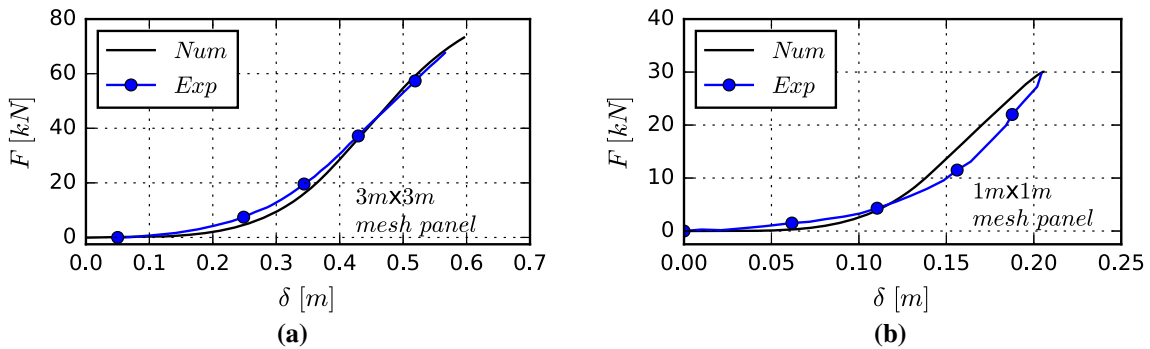 80
60
40
20
0
F [kN]
Num
Exp
3mx3m
mesh panel
0.0 0.1 0.2 0.3 0.4 0.5 0.6 0.7
δ [m]
(a)
40
30
20
10
0
F [kN]
Num
Exp
1mx1m
mesh panel
0.00 0.05 0.10 0.15 0.20 0.25
δ [m]
(b)